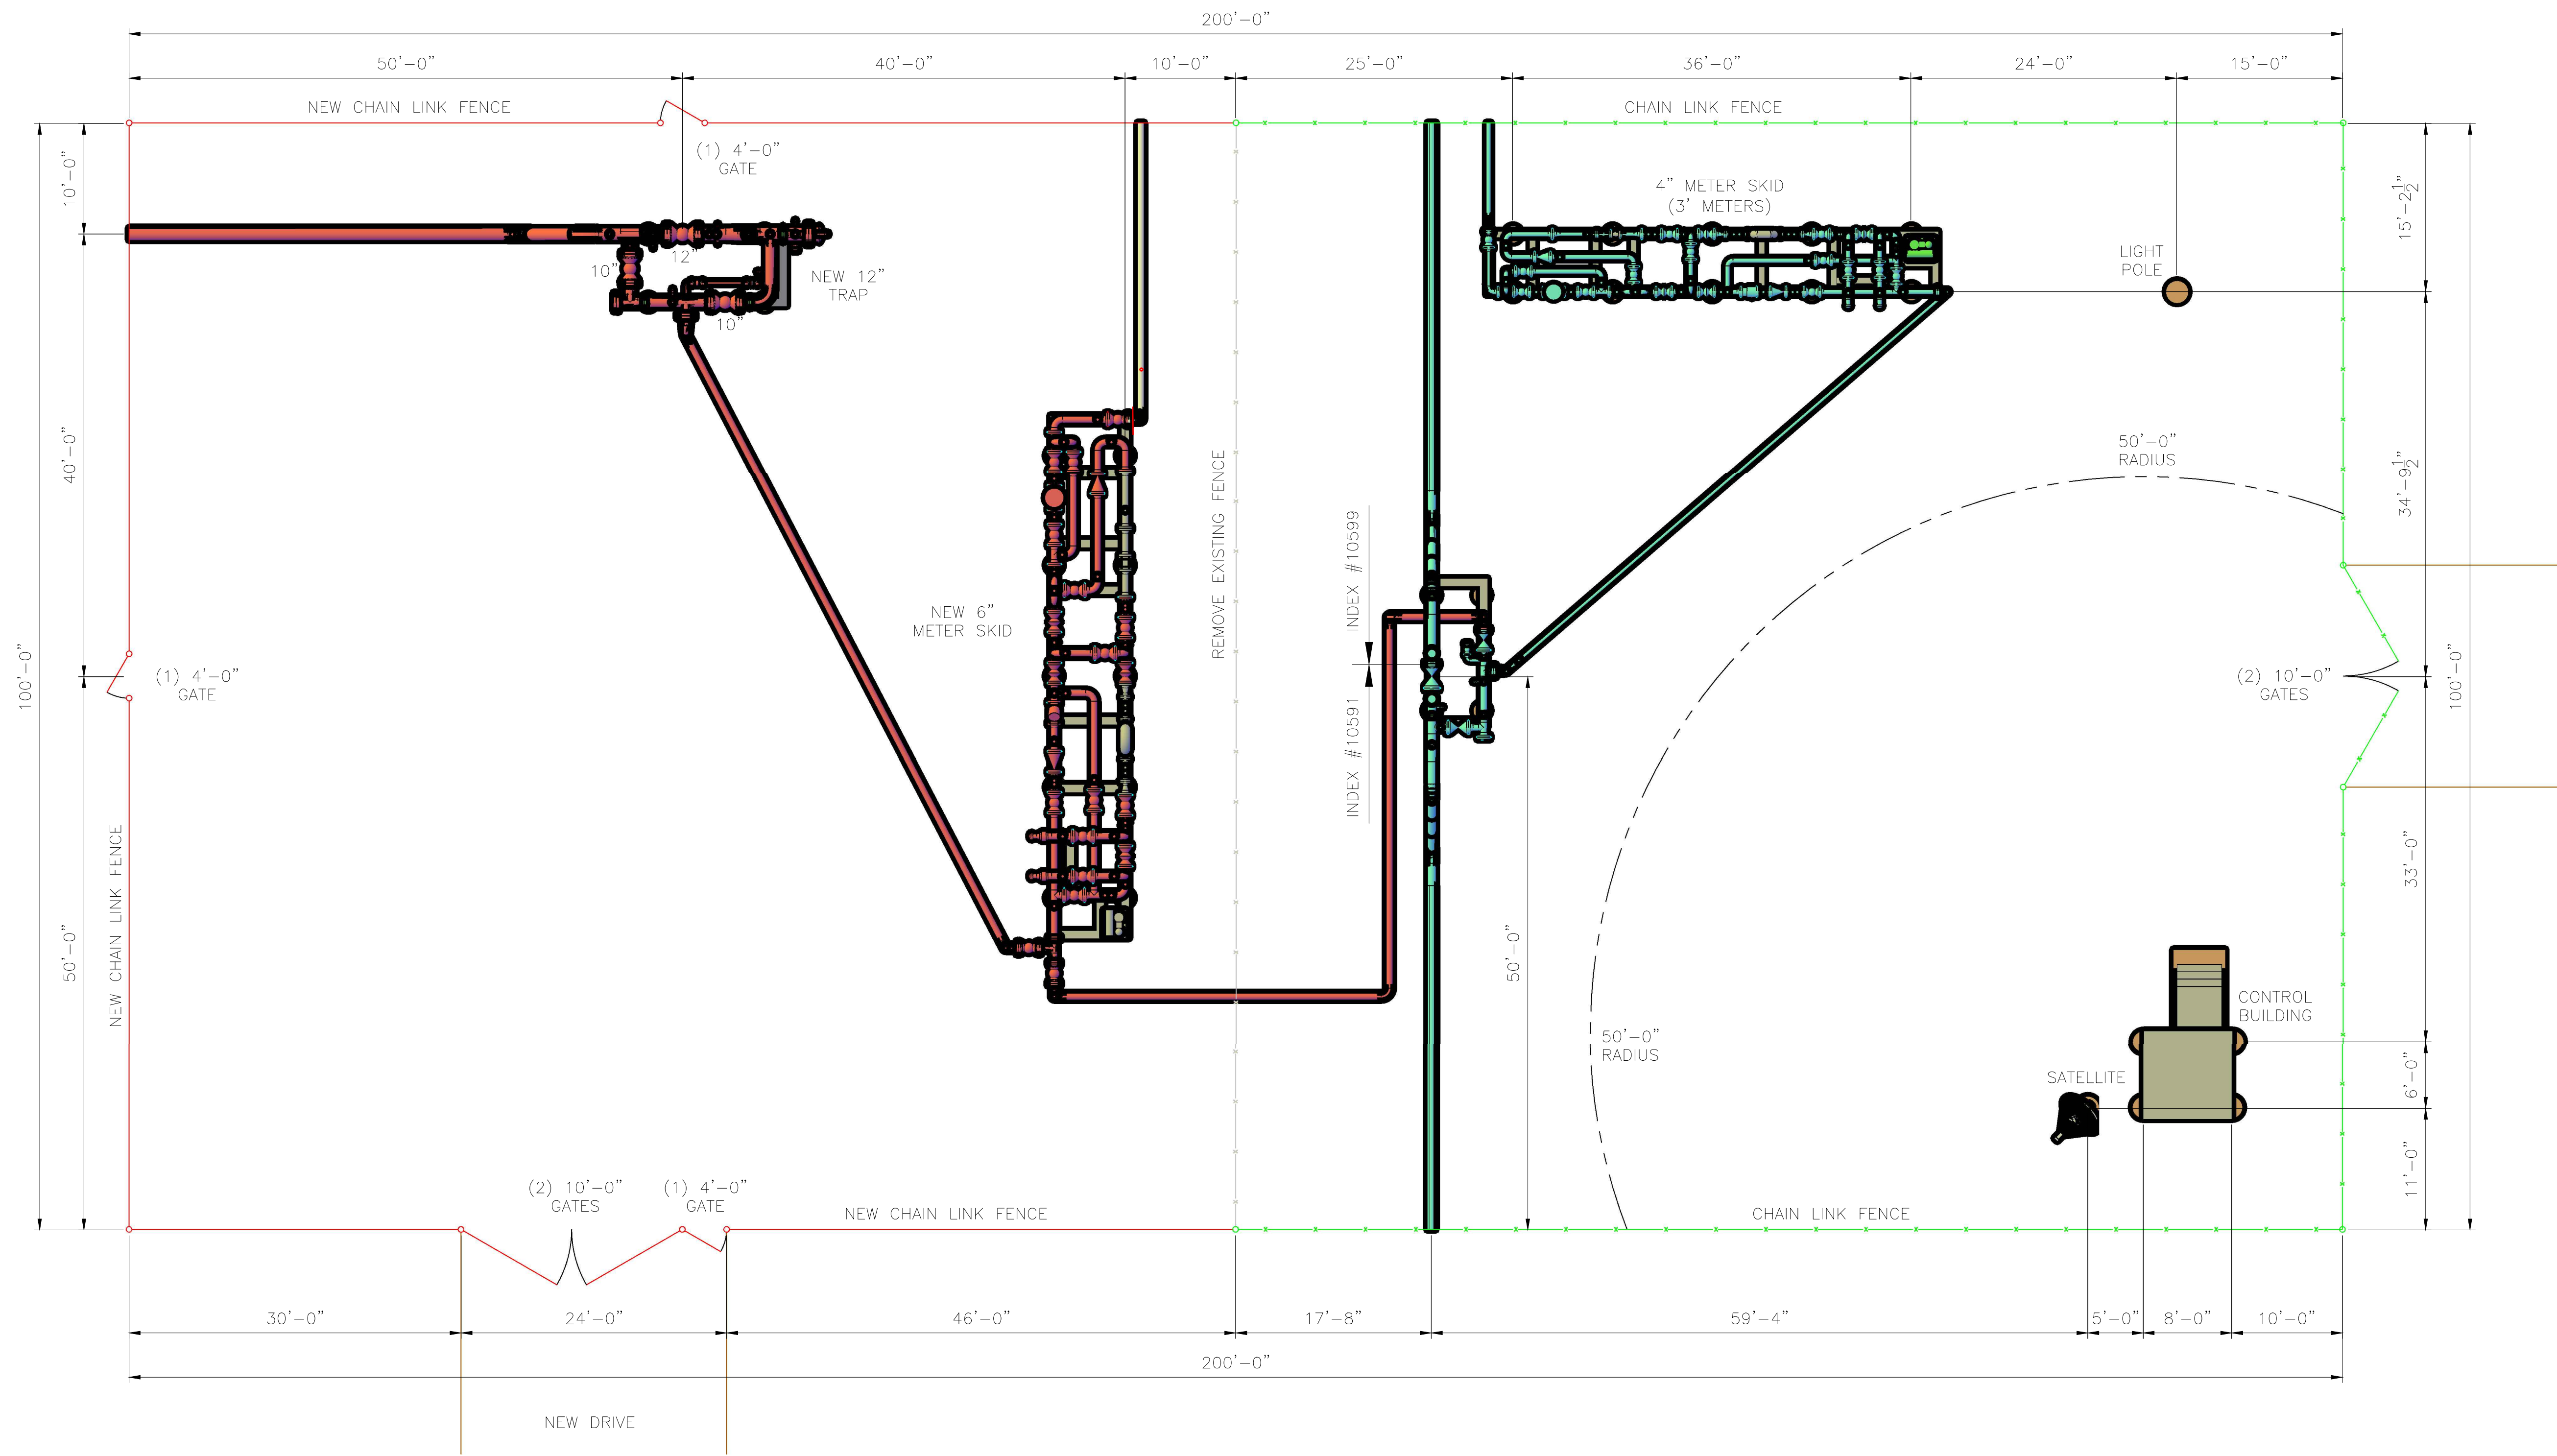 200'-0"
50'-0"
40'-0"
10'-0"
25'-0"
36'-0"
24'-0"
15'-0"
NEW CHAIN LINK FENCE
CHAIN LINK FENCE
(1) 4'-0"
GATE
10'-0"
15'-2 1/2"
4" METER SKID
(3' METERS)
12"
10"
10"
NEW 12"
TRAP
LIGHT
POLE
40'-0"
50'-0"
RADIUS
34'-9 1/2"
REMOVE EXISTING FENCE
INDEX #10599
NEW 6"
METER SKID
100'-0"
(1) 4'-0"
GATE
(2) 10'-0"
GATES
100'-0"
INDEX #10591
NEW CHAIN LINK FENCE
50'-0"
50'-0"
33'-0"
50'-0"
RADIUS
CONTROL
BUILDING
SATELLITE
6'-0"
11'-0"
(2) 10'-0"
GATES
(1) 4'-0"
GATE
NEW CHAIN LINK FENCE
CHAIN LINK FENCE
30'-0"
24'-0"
46'-0"
17'-8"
59'-4"
5'-0"
8'-0"
10'-0"
200'-0"
NEW DRIVE